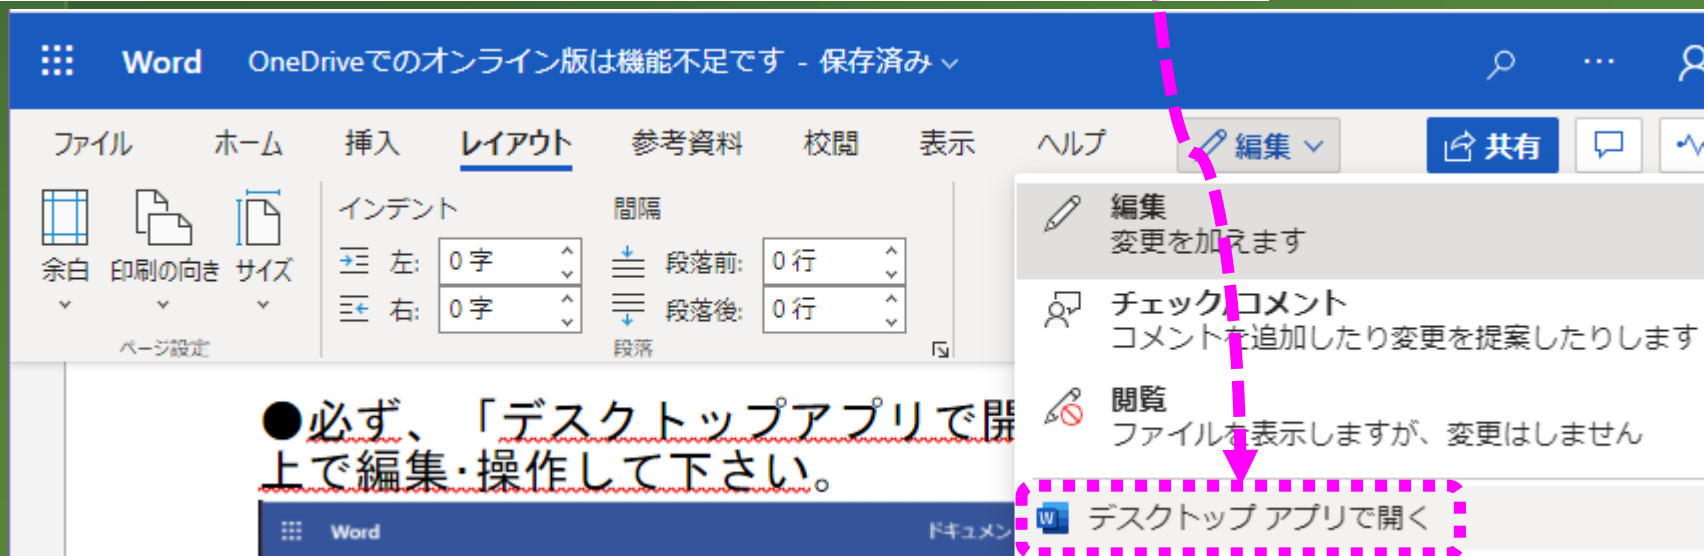 Word OneDriveでのオンライン版は機能不足です - 保存済み
ファイル ホーム 挿入 レイアウト 参考資料 校閲 表示 ヘルプ 編集 共有
余白 印刷の向き サイズ
ページ設定
インデント
左: 0 字
右: 0 字
間隔
段落前: 0 行
段落後: 0 行
段落
編集
変更を加えます
チェック/コメント
コメントを追加したり変更を提案したりします
閲覧
ファイルを表示しますが、変更はしません
デスクトップ アプリで開く
●必ず、「デスクトップアプリで開
上で編集･操作して下さい。
Word ドキュメン